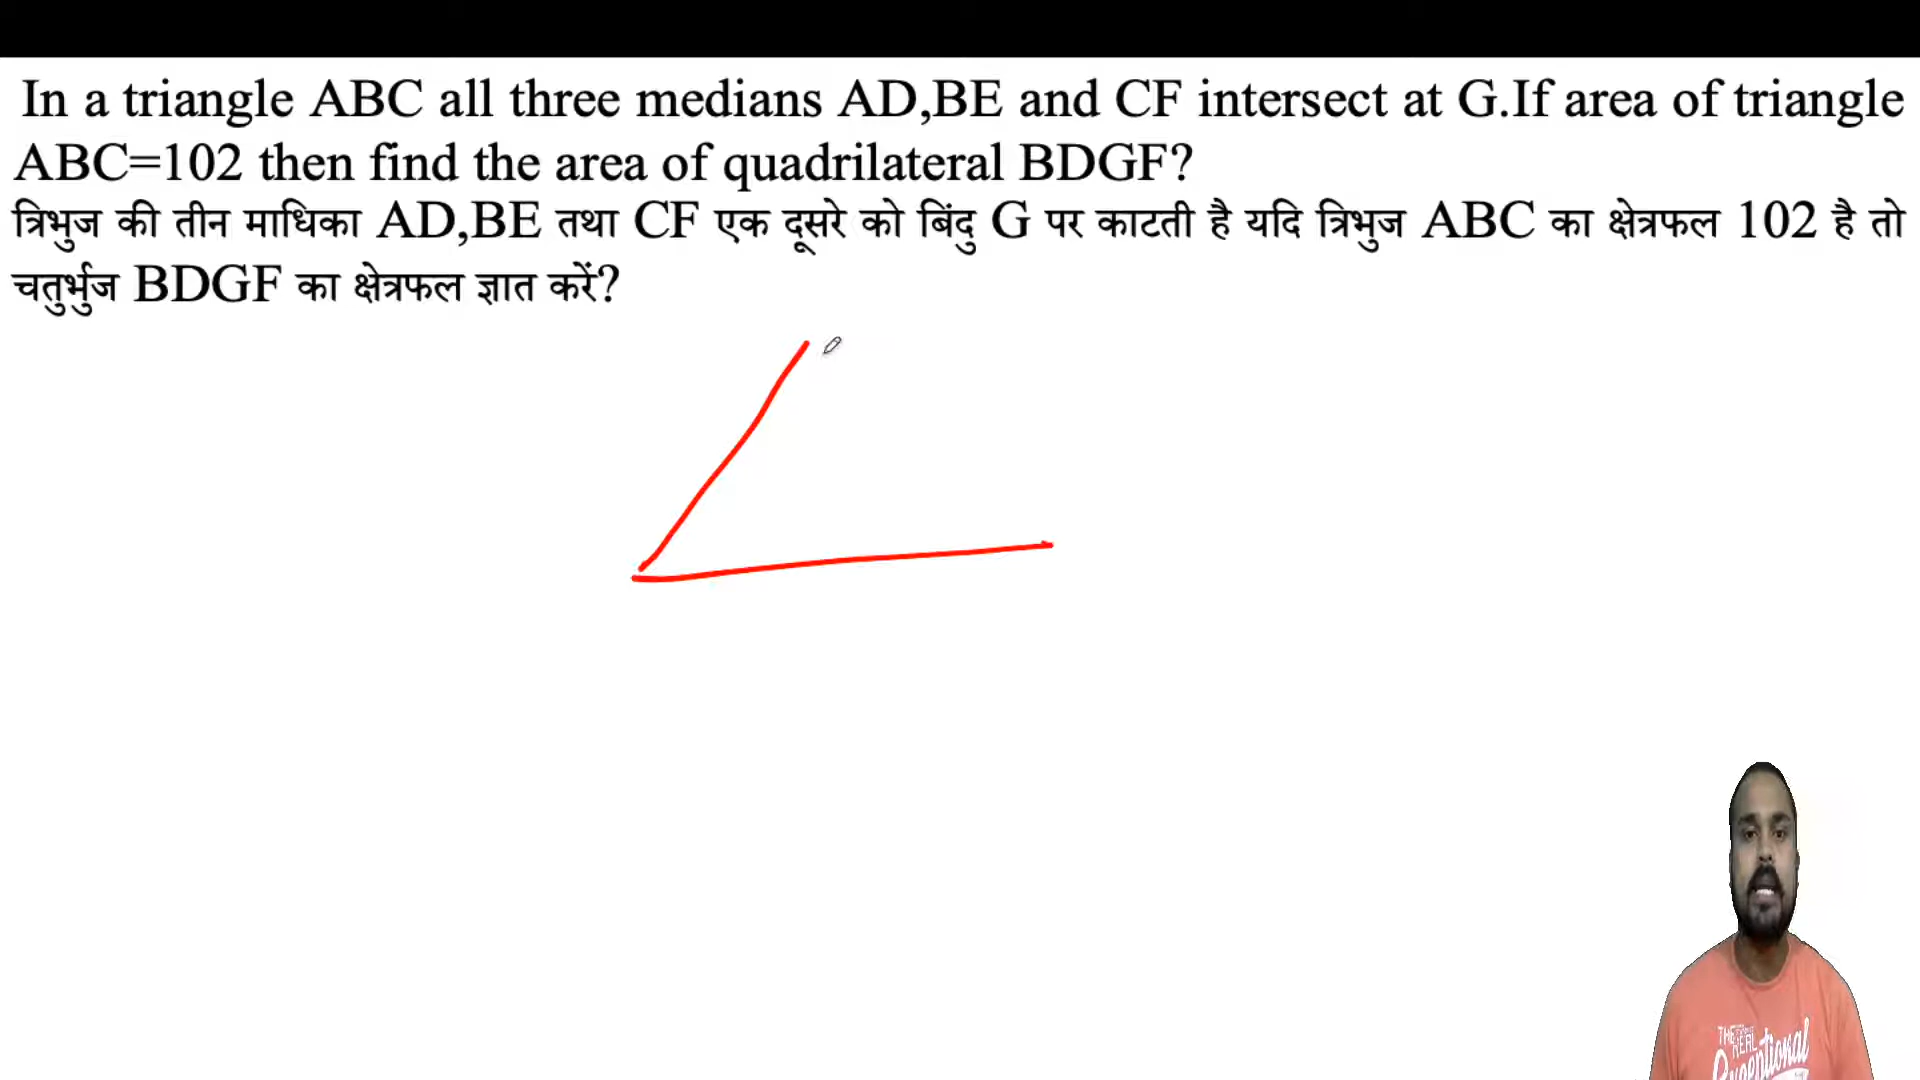 In a triangle ABC all three medians AD,BE and CF intersect at G.If area of triangle
ABC=102 then find the area of quadrilateral BDGF?
त्रिभुज की तीन माधिका AD,BE तथा CF एक दूसरे को बिंदु G पर काटती है यदि त्रिभुज ABC का क्षेत्रफल 102 है तो
चतुर्भुज BDGF का क्षेत्रफल ज्ञात करें?
THE
REAL